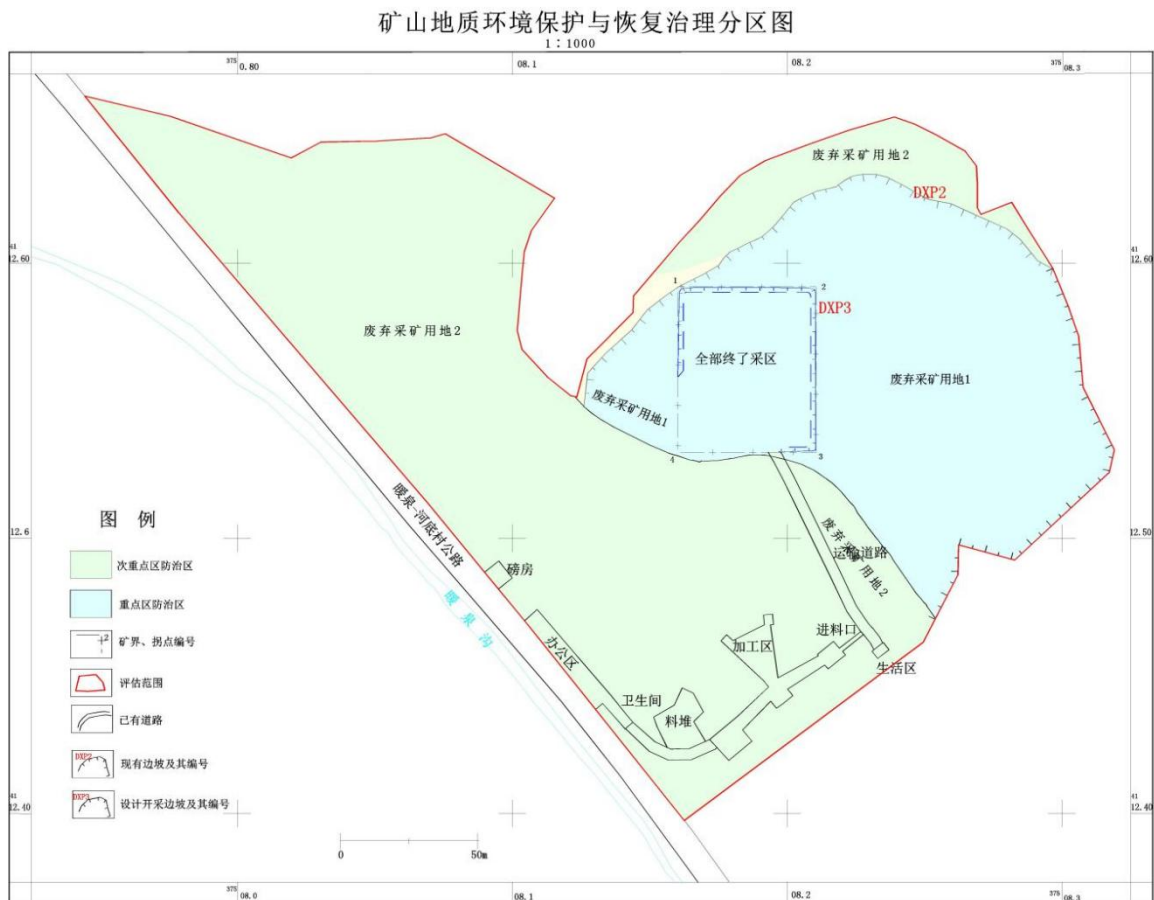 矿山地质环境保护与恢复治理分区图
1:1000
375 0.80
08.1
08.2
375 08.3
41 12.60
41 12.60
废弃采矿用地2
DXP2
1
2
DXP3
废弃采矿用地2
全部终了采区
废弃采矿用地1
废弃采矿用地1
4
3
12.6
12.50
暖泉-河底村公路
废弃采矿用地2
运输道路
磅房
暖泉沟
办公区
进料口
加工区
生活区
卫生间
料堆
图 例
次重点区防治区
重点区防治区
2
矿界、拐点编号
评估范围
已有道路
DXP2
现有边坡及其编号
DXP3
设计开采边坡及其编号
41 12.40
41 12.40
0
50m
375 08.0
08.1
08.2
375 08.3